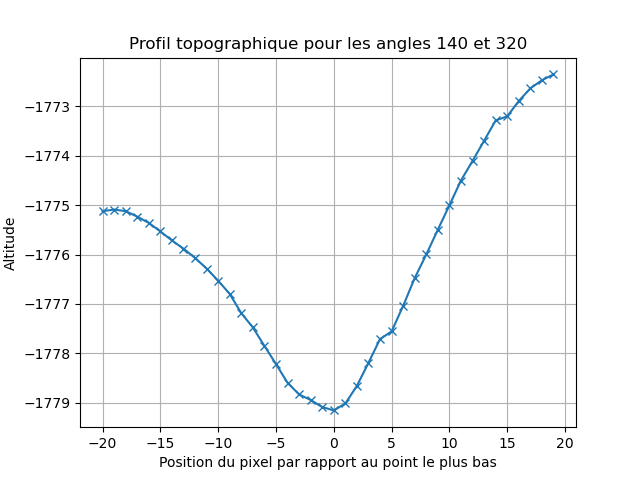 Profil topographique pour les angles 140 et 320
−1773
−1774
−1775
−1776
−1777
−1778
−1779
Altitude
−20 −15 −10 −5 0 5 10 15 20
Position du pixel par rapport au point le plus bas